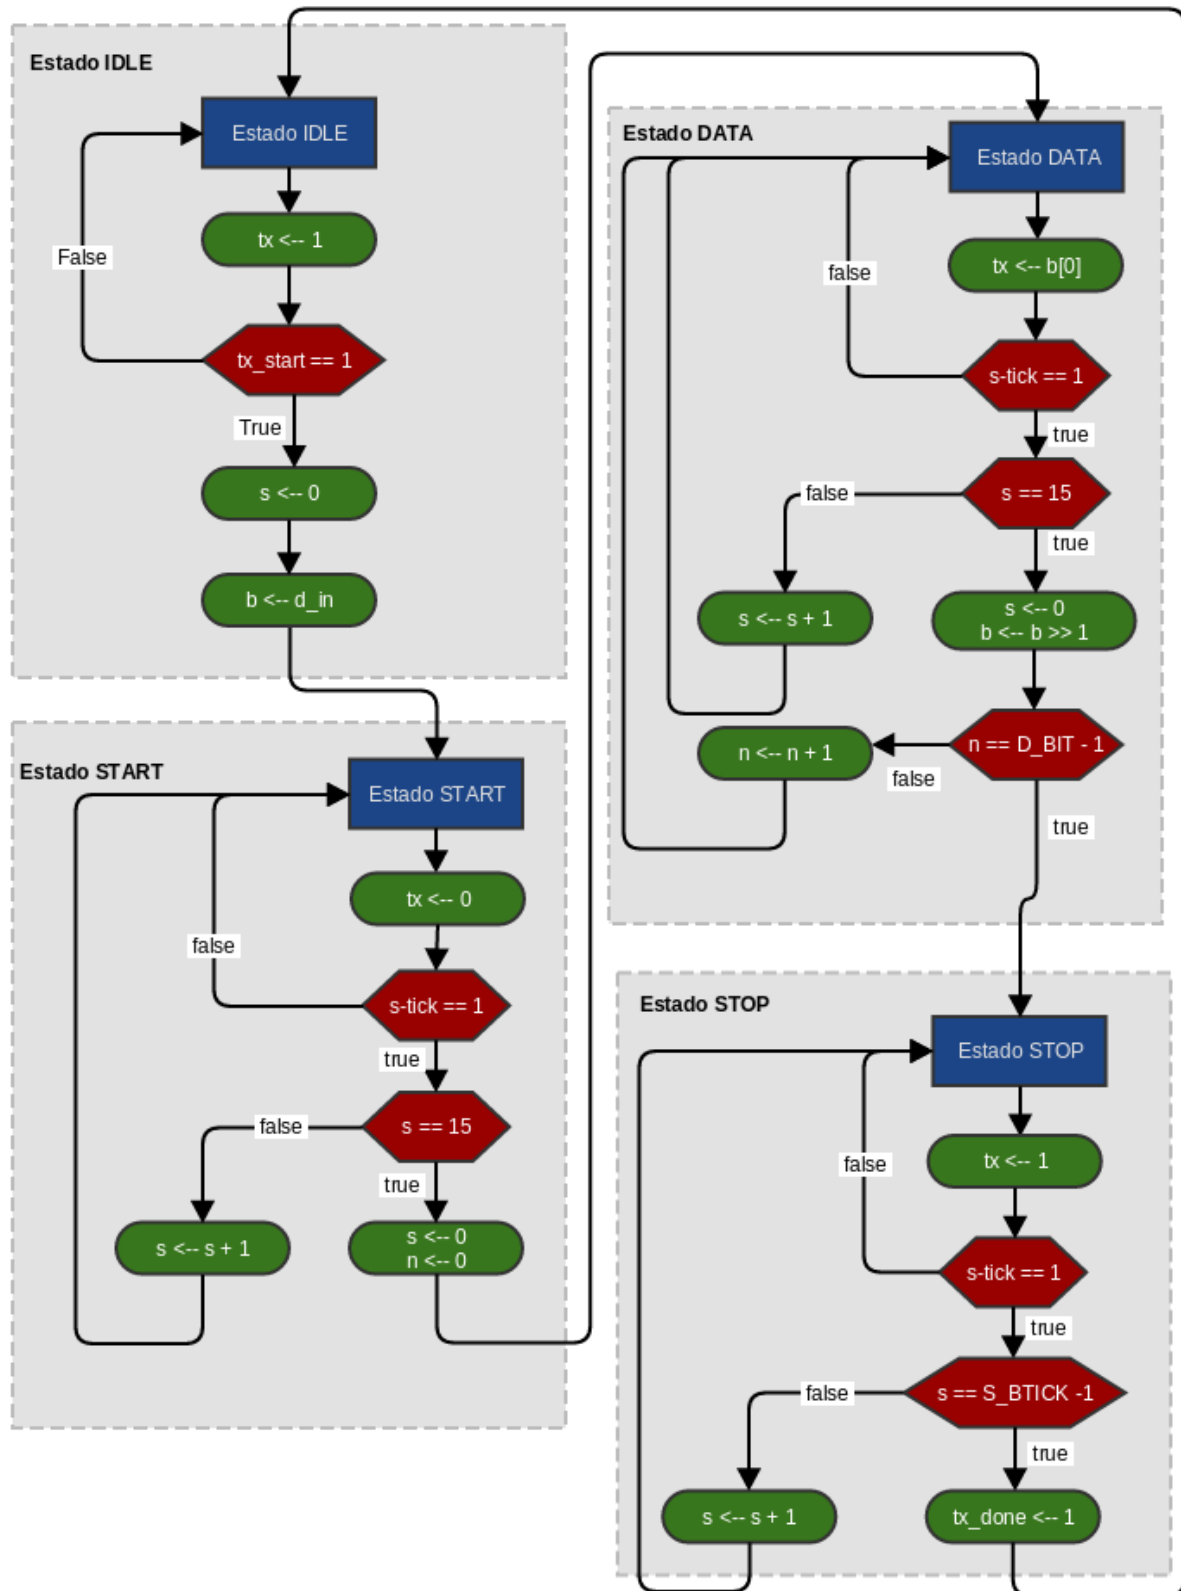 Estado IDLE
Estado IDLE
tx <-- 1
False
tx_start == 1
True
s <-- 0
b <-- d_in
Estado START
Estado START
tx <-- 0
false
s-tick == 1
true
s == 15
false
true
s <-- s + 1
s <-- 0
n <-- 0
Estado DATA
Estado DATA
tx <-- b[0]
false
s-tick == 1
true
s == 15
false
true
s <-- s + 1
s <-- 0
b <-- b >> 1
n == D_BIT - 1
false
n <-- n + 1
true
Estado STOP
Estado STOP
tx <-- 1
false
s-tick == 1
true
s == S_BTICK -1
false
true
s <-- s + 1
tx_done <-- 1